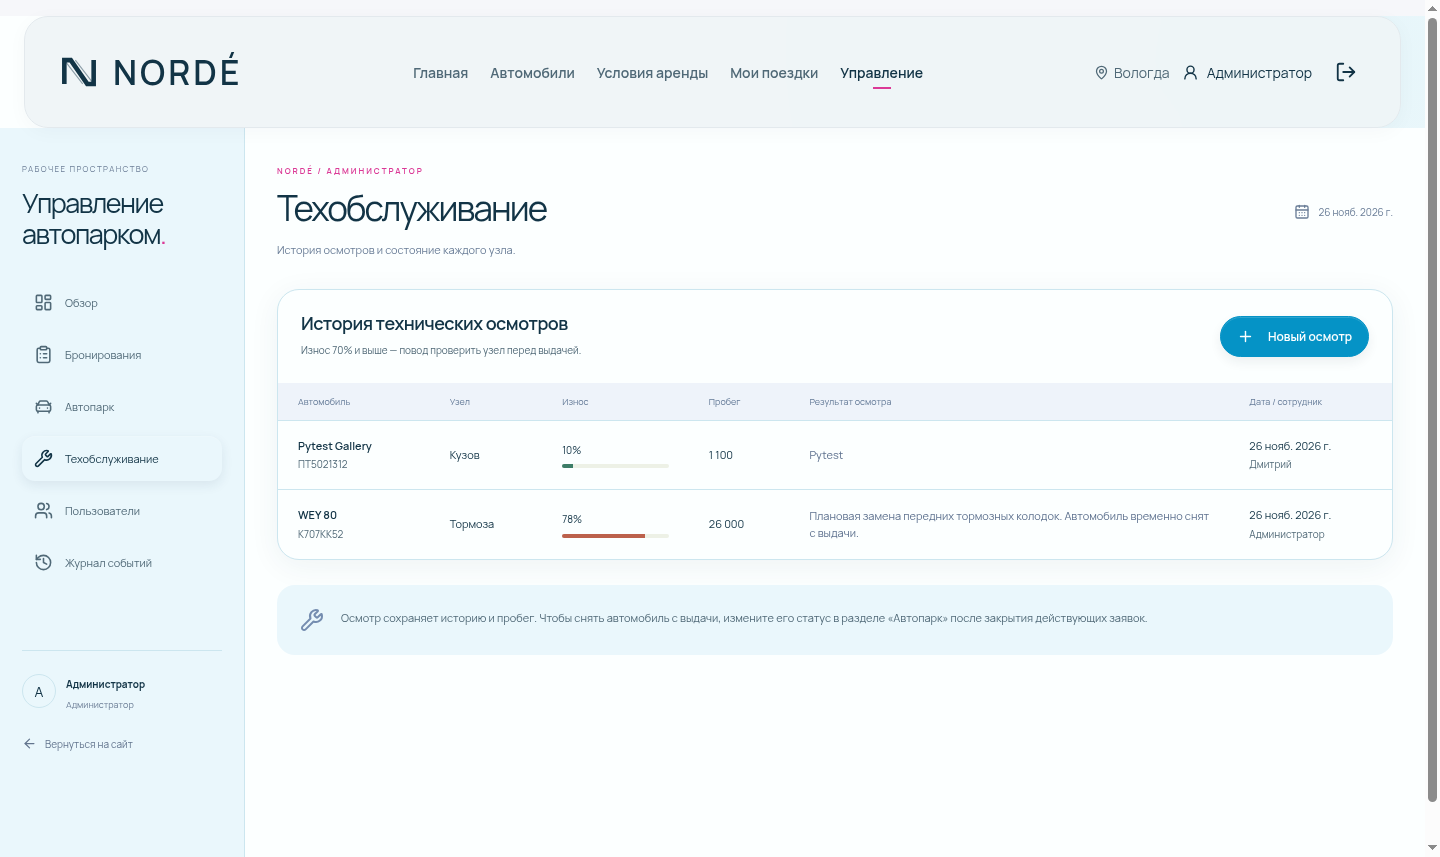 NORDÉ
Главная Автомобили Условия аренды Мои поездки Управление
Вологда Администратор
РАБОЧЕЕ ПРОСТРАНСТВО
Управление
автопарком.
Обзор
Бронирования
Автопарк
Техобслуживание
Пользователи
Журнал событий
А
Администратор
Администратор
Вернуться на сайт
NORDÉ / АДМИНИСТРАТОР
Техобслуживание
26 нояб. 2026 г.
История осмотров и состояние каждого узла.
История технических осмотров
Износ 70% и выше — повод проверить узел перед выдачей.
Новый осмотр
Автомобиль Узел Износ Пробег Результат осмотра Дата / сотрудник
Pytest Gallery
ПТ5021312
Кузов
10%
1 100
Pytest
26 нояб. 2026 г.
Дмитрий
WEY 80
К707КК52
Тормоза
78%
26 000
Плановая замена передних тормозных колодок. Автомобиль временно снят
с выдачи.
26 нояб. 2026 г.
Администратор
Осмотр сохраняет историю и пробег. Чтобы снять автомобиль с выдачи, измените его статус в разделе «Автопарк» после закрытия действующих заявок.